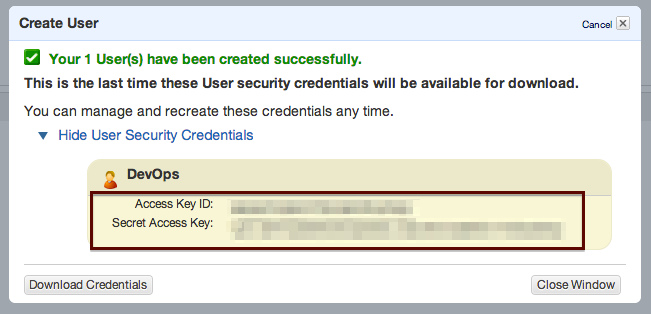 Create User
Cancel
Your 1 User(s) have been created successfully.
This is the last time these User security credentials will be available for download.
You can manage and recreate these credentials any time.
Hide User Security Credentials
DevOps
Access Key ID:
Secret Access Key:
Download Credentials
Close Window